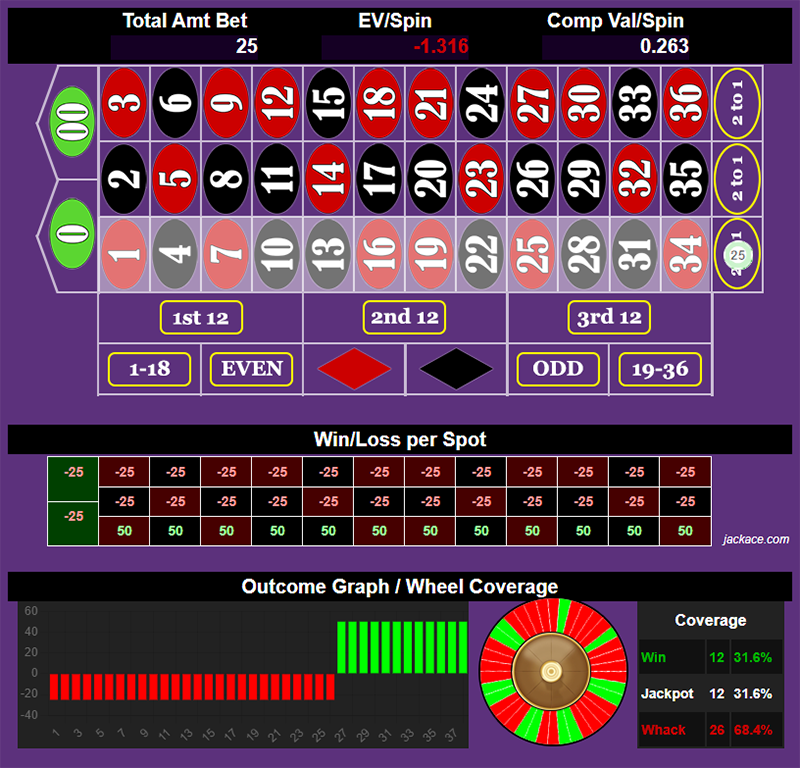 Total Amt Bet EV/Spin Comp Val/Spin
25 -1.316 0.263
00 3 6 9 12 15 18 21 24 27 30 33 36 2 to 1
2 5 8 11 14 17 20 23 26 29 32 35 2 to 1
0 1 4 7 10 13 16 19 22 25 28 31 34 2 1
25
1st 12 2nd 12 3rd 12
1-18 EVEN ODD 19-36
Win/Loss per Spot
-25 -25 -25 -25 -25 -25 -25 -25 -25 -25 -25 -25 -25
-25 -25 -25 -25 -25 -25 -25 -25 -25 -25 -25 -25
-25 50 50 50 50 50 50 50 50 50 50 50 50
jackace.com
Outcome Graph / Wheel Coverage
60
40
20
0
-20
-40
1 3 5 7 9 11 13 15 17 19 21 23 25 27 29 31 33 35 37
Coverage
Win 12 31.6%
Jackpot 12 31.6%
Whack 26 68.4%